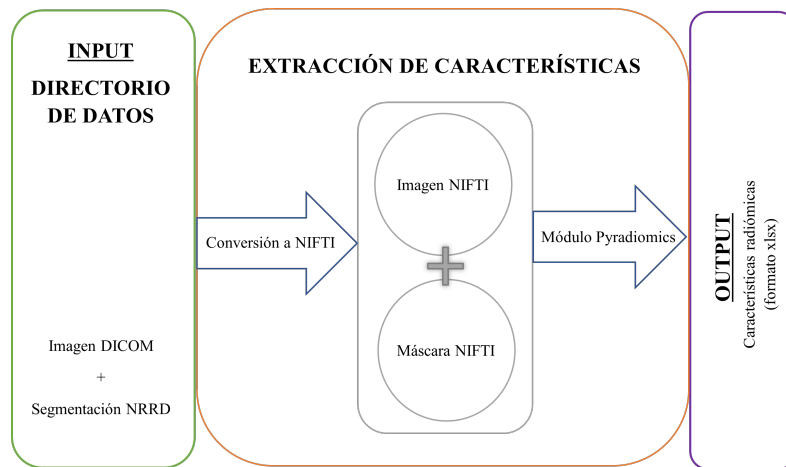 INPUT
DIRECTORIO
DE DATOS
Imagen DICOM
+
Segmentación NRRD
EXTRACCIÓN DE CARACTERÍSTICAS
Conversión a NIFTI
Imagen NIFTI
Máscara NIFTI
Módulo Pyradiomics
OUTPUT
Características radiómicas
(formato xlsx)